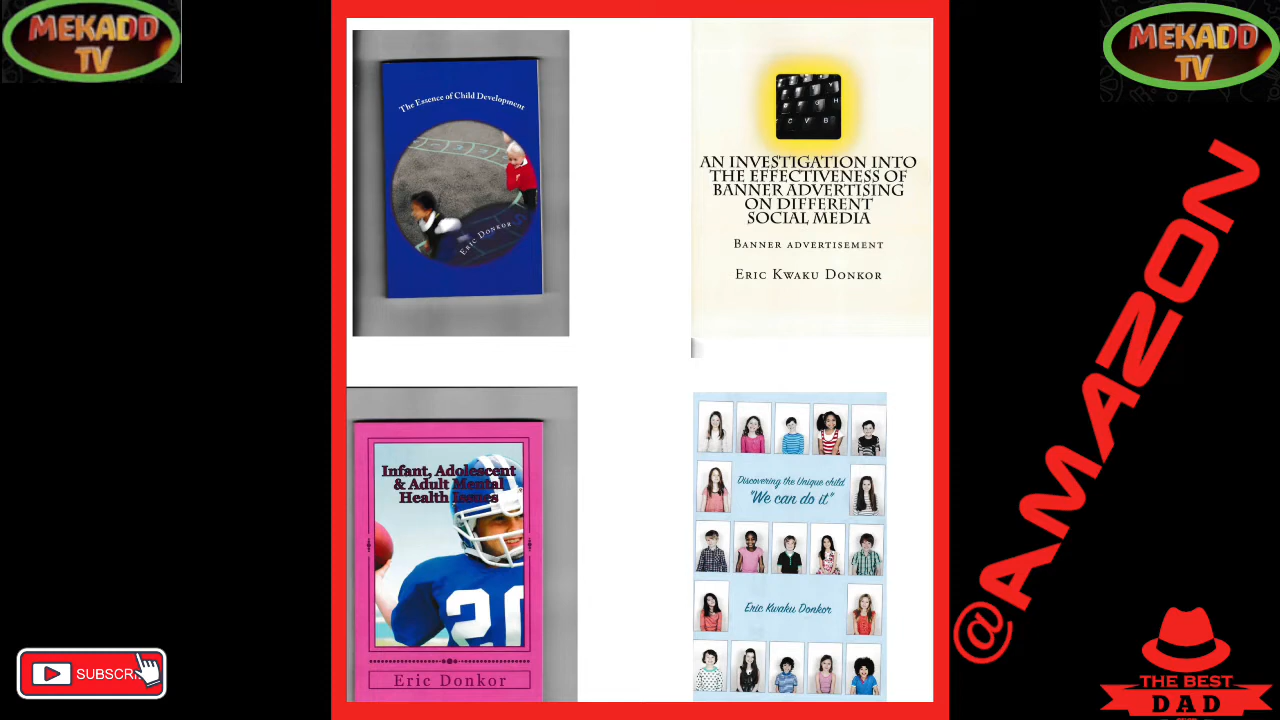 MEKADD
TV
MEKADD
TV
The Essence of Child Development
Eric Donkor
AN INVESTIGATION INTO
THE EFFECTIVENESS OF
BANNER ADVERTISING
ON DIFFERENT
SOCIAL MEDIA
Banner advertisement
Eric Kwaku Donkor
Infant, Adolescent
& Adult Mental
Health Issues
20
Eric Donkor
Discovering the Unique child
"We can do it"
Eric Kwaku Donkor
@AMAZON
SUBSCRI
THE BEST
DAD